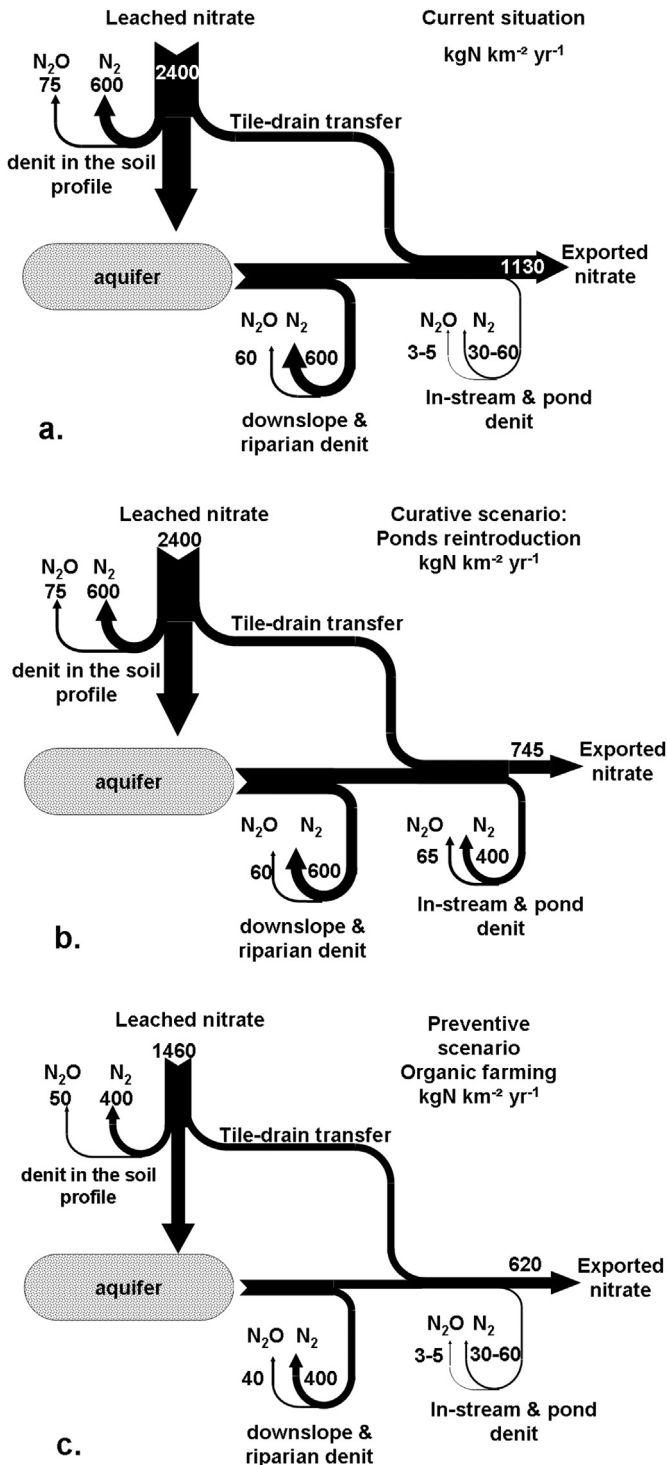 Leached nitrate
Current situation
kgN km⁻² yr⁻¹
N₂O N₂
75 600
2400
Tile-drain transfer
denit in the soil
profile
aquifer
1130
Exported
nitrate
N₂O N₂
60 600
N₂O N₂
3-5 30-60
downslope &
riparian denit
In-stream & pond
denit
a.
Leached nitrate
2400
Curative scenario:
Ponds reintroduction
kgN km⁻² yr⁻¹
N₂O N₂
75 600
Tile-drain transfer
denit in the soil
profile
745
aquifer
Exported
nitrate
N₂O N₂
60 600
N₂O N₂
65 400
downslope &
riparian denit
In-stream & pond
denit
b.
Leached nitrate
1460
Preventive
scenario
Organic farming
kgN km⁻² yr⁻¹
N₂O N₂
50 400
Tile-drain transfer
denit in the soil
profile
620
aquifer
Exported
nitrate
N₂O N₂
40 400
N₂O N₂
3-5 30-60
downslope &
riparian denit
In-stream & pond
denit
c.